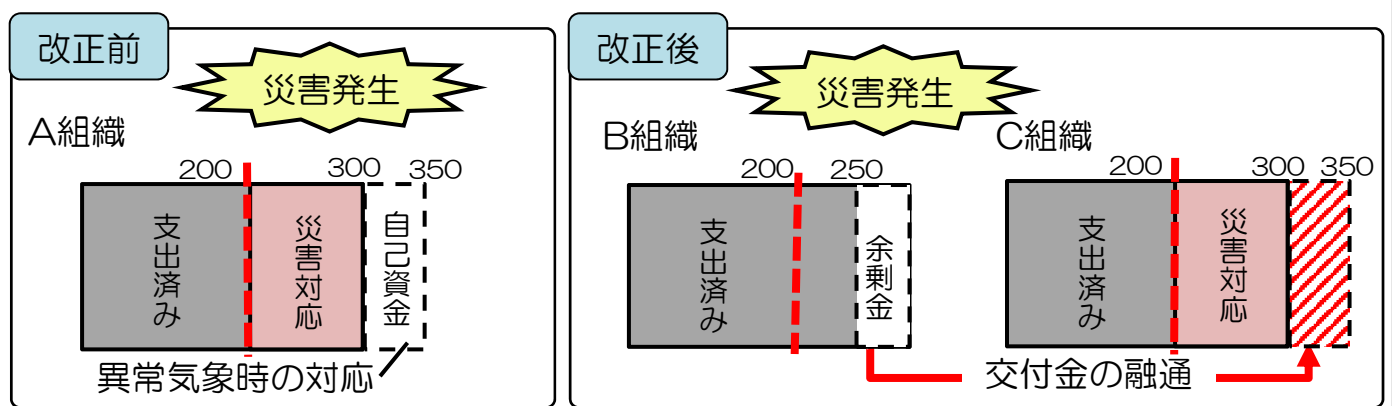 改正前
災害発生
A組織
200
300
350
支出済み
災害対応
自己資金
異常気象時の対応
改正後
災害発生
B組織
200
250
支出済み
余剰金
C組織
200
300
350
支出済み
災害対応
交付金の融通